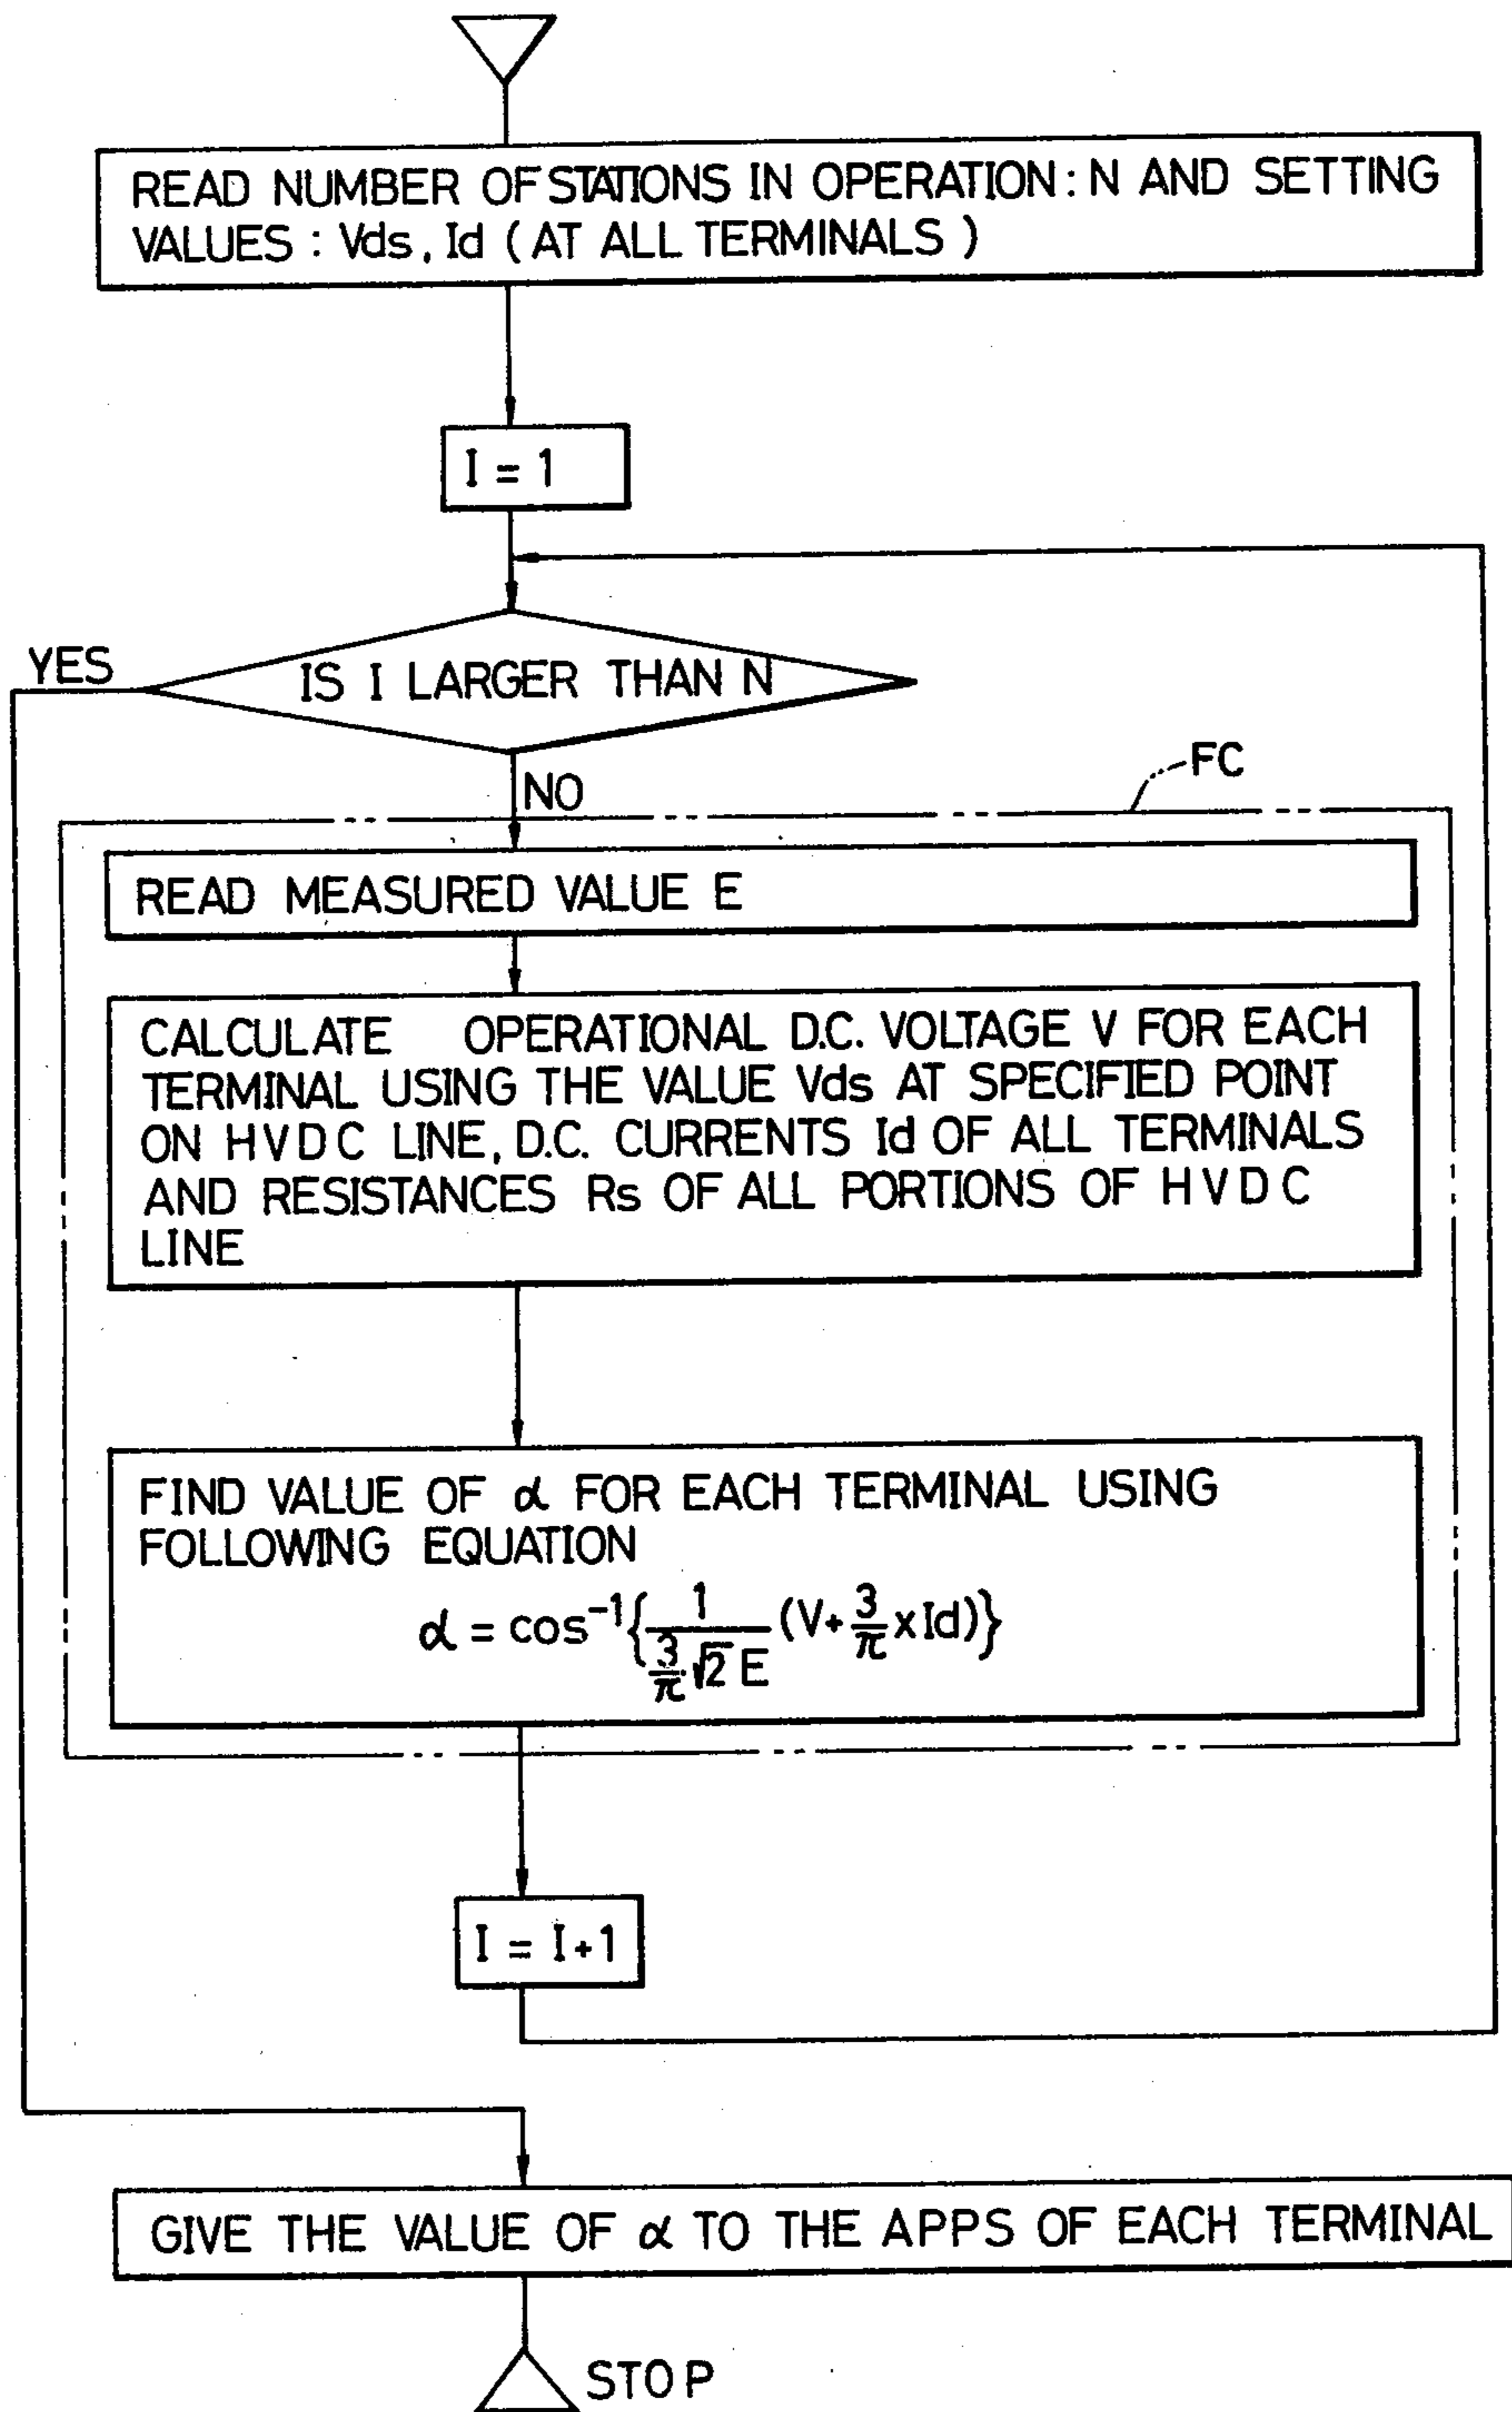 READ NUMBER OF STATIONS IN OPERATION: N AND SETTING
VALUES : Vds, Id ( AT ALL TERMINALS )
I = 1
YES
IS I LARGER THAN N
FC
NO
READ MEASURED VALUE E
CALCULATE OPERATIONAL D.C. VOLTAGE V FOR EACH
TERMINAL USING THE VALUE Vds AT SPECIFIED POINT
ON HVDC LINE, D.C. CURRENTS Id OF ALL TERMINALS
AND RESISTANCES Rs OF ALL PORTIONS OF HVDC
LINE
FIND VALUE OF α FOR EACH TERMINAL USING
FOLLOWING EQUATION
α = cos⁻¹{1/(3/π √2 E) (V+3/π x Id)}
I = I+1
GIVE THE VALUE OF α TO THE APPS OF EACH TERMINAL
STOP